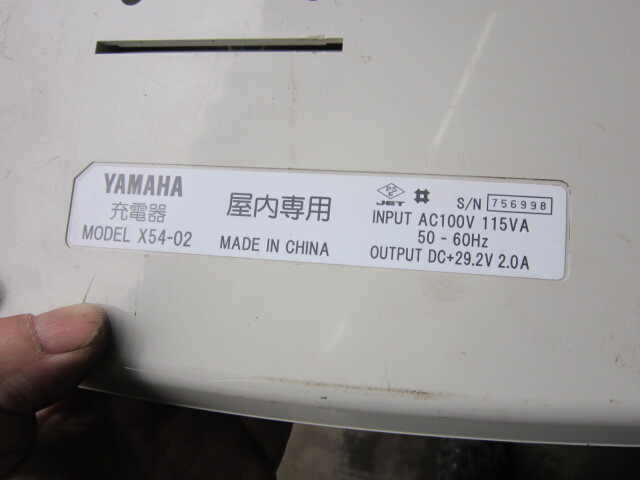 YAMAHA
充電器
MODEL X54-02
屋内専用
MADE IN CHINA
JET
S/N 756998
INPUT AC100V 115VA
50 - 60Hz
OUTPUT DC+29.2V 2.0A